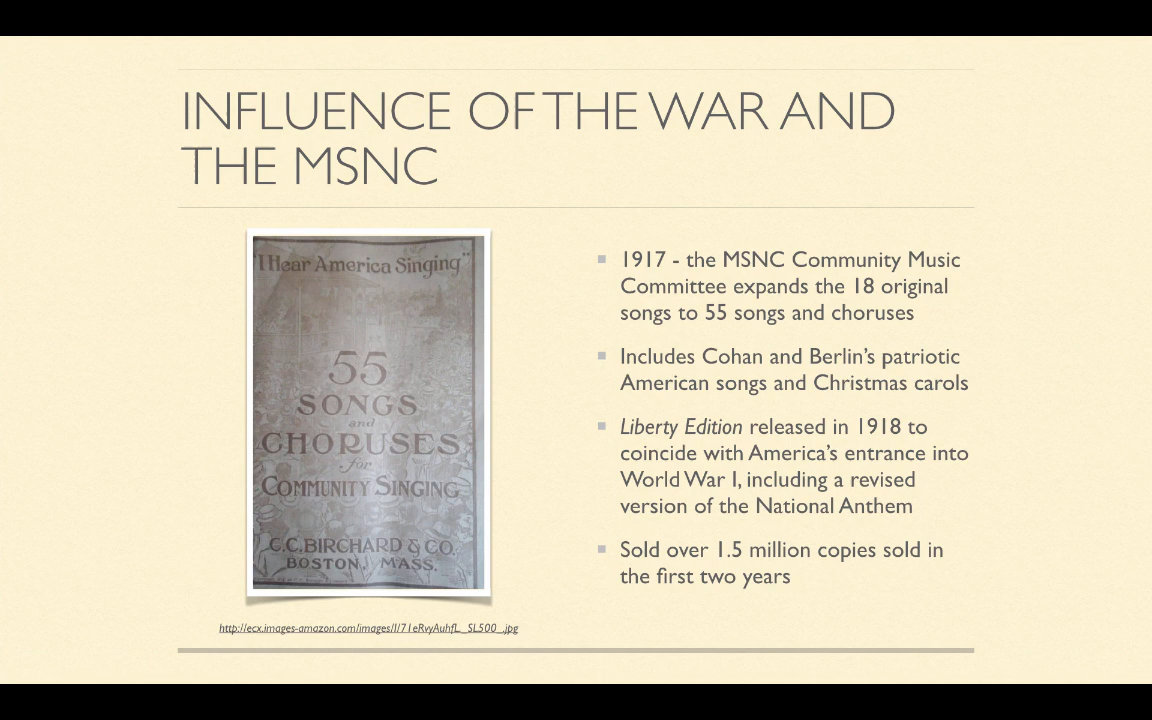 INFLUENCE OF THE WAR AND
THE MSNC
"I Hear America Singing"
55
SONGS
and
CHORUSES
for
COMMUNITY SINGING
C.C. BIRCHARD & CO.
BOSTON, MASS.
http://ecx.images-amazon.com/images/I/71eRvyAuhfL._SL500_.jpg
1917 - the MSNC Community Music
Committee expands the 18 original
songs to 55 songs and choruses
Includes Cohan and Berlin's patriotic
American songs and Christmas carols
Liberty Edition released in 1918 to
coincide with America's entrance into
World War I, including a revised
version of the National Anthem
Sold over 1.5 million copies sold in
the first two years